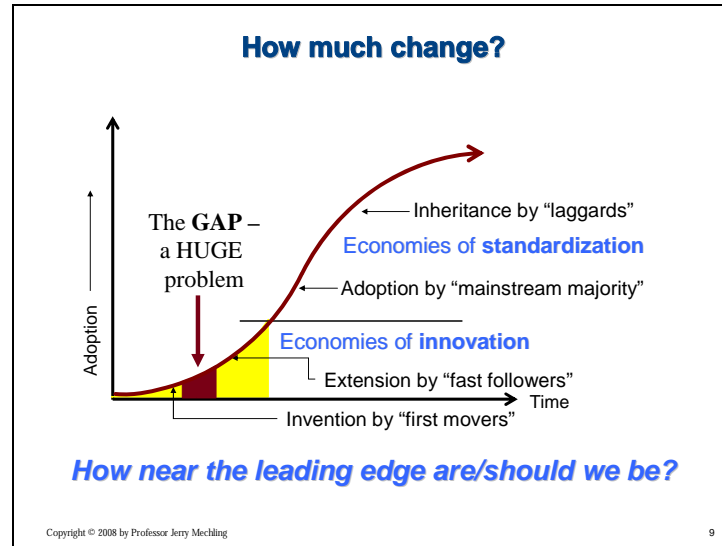 How much change?
The GAP –
a HUGE
problem
Inheritance by “laggards”
Economies of standardization
Adoption by “mainstream majority”
Economies of innovation
Extension by “fast followers”
Invention by “first movers”
Adoption
Time
How near the leading edge are/should we be?
Copyright © 2008 by Professor Jerry Mechling
9